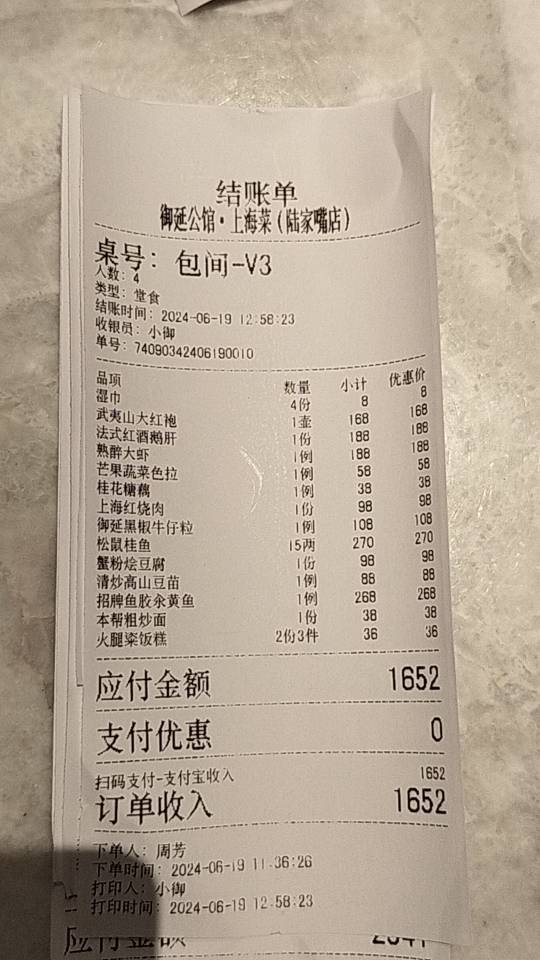 结账单
御延公馆·上海菜(陆家嘴店)
桌号: 包间-V3
人数: 4
类型: 堂食
结账时间: 2024-06-19 12:58:23
收银员: 小御
单号: 74090342406190010
品项 数量 小计 优惠价
湿巾 4份 8 8
武夷山大红袍 1壶 168 168
法式红酒鹅肝 1份 188 188
熟醉大虾 1例 188 188
芒果蔬菜色拉 1例 58 58
桂花糖藕 1例 38 38
上海红烧肉 1份 98 98
御延黑椒牛仔粒 1例 108 108
松鼠桂鱼 15两 270 270
蟹粉烩豆腐 1份 98 98
清炒高山豆苗 1例 88 88
招牌鱼胶汆黄鱼 1例 268 268
本帮粗炒面 1份 38 38
火腿粢饭糕 2份3件 36 36
应付金额 1652
支付优惠 0
扫码支付-支付宝收入 1652
订单收入 1652
下单人: 周芳
下单时间: 2024-06-19 11:36:26
打印人: 小御
打印时间: 2024-06-19 12:58:23
应付金额